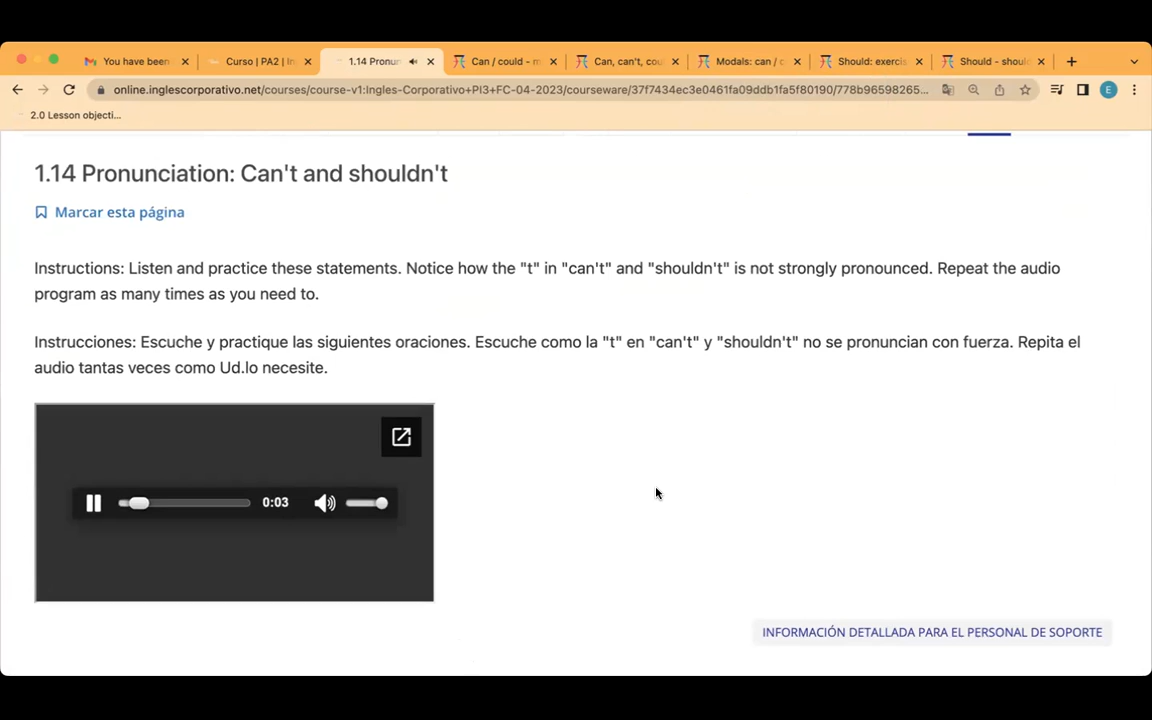 You have been
Curso | PA2 | In
1.14 Pronun
Can / could - m
Can, can't, cou
Modals: can / c
Should: exercis
Should - shoul
online.inglescorporativo.net/courses/course-v1:Ingles-Corporativo+PI3+FC-04-2023/courseware/37f7434ec3e0461fa09ddb1fa5f80190/778b96598265...
E
2.0 Lesson objecti...
1.14 Pronunciation: Can't and shouldn't
Marcar esta página
Instructions: Listen and practice these statements. Notice how the "t" in "can't" and "shouldn't" is not strongly pronounced. Repeat the audio
program as many times as you need to.
Instrucciones: Escuche y practique las siguientes oraciones. Escuche como la "t" en "can't" y "shouldn't" no se pronuncian con fuerza. Repita el
audio tantas veces como Ud.lo necesite.
0:03
INFORMACIÓN DETALLADA PARA EL PERSONAL DE SOPORTE